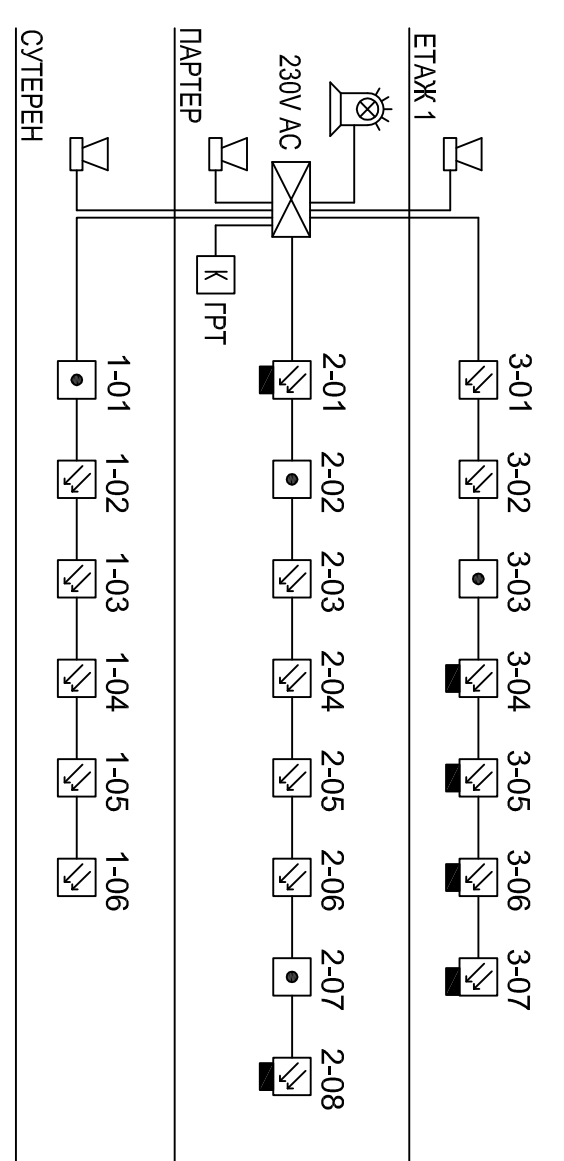 ЕТАЖ 1
3-01 3-02 3-03 3-04 3-05 3-06 3-07
230V AC
ПАРТЕР
К ГРТ
2-01 2-02 2-03 2-04 2-05 2-06 2-07 2-08
СУТЕРЕН
1-01 1-02 1-03 1-04 1-05 1-06